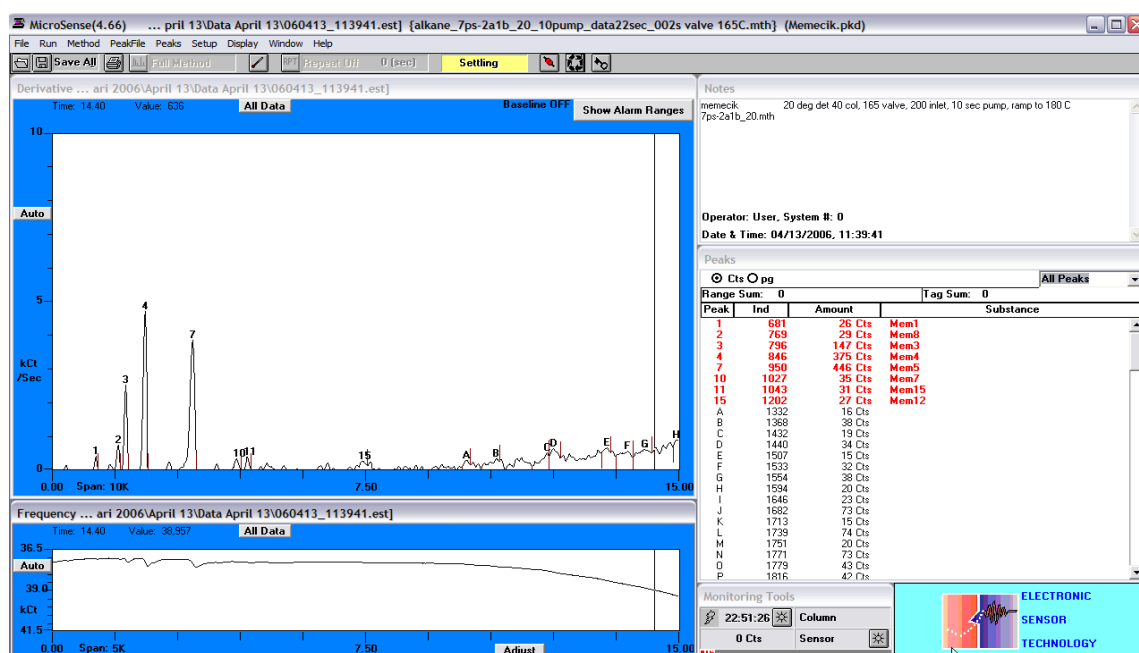 MicroSense(4.66) ... pril 13\Data April 13\060413_113941.est] {alkane_7ps-2a1b_20_10pump_data22sec_002s valve 165C.mth} (Memecik.pkd)
File Run Method PeakFile Peaks Setup Display Window Help
Save All Full Method RPT Repeat Off 0 (sec) Settling
Derivative ... ari 2006\April 13\Data April 13\060413_113941.est]
Time: 14.40 Value: 636 All Data Baseline OFF Show Alarm Ranges
10
Auto
5
kCt
/Sec
0
1 2 3 4 7 10 11 15 A B C D E F G H
0.00 Span: 10K 7.50 15.00
Frequency ... ari 2006\April 13\Data April 13\060413_113941.est]
Time: 14.40 Value: 38,957 All Data
36.5
Auto
39.0
kCt
41.5
0.00 Span: 5K 7.50 Adjust 15.00
Notes
memecik 20 deg det 40 col, 165 valve, 200 inlet, 10 sec pump, ramp to 180 C
7ps-2a1b_20.mth
Operator: User, System #: 0
Date & Time: 04/13/2006, 11:39:41
Peaks
Cts pg All Peaks
Range Sum: 0 Tag Sum: 0
Peak Ind Amount Substance
1 681 26 Cts Mem1
2 769 29 Cts Mem8
3 796 147 Cts Mem3
4 846 375 Cts Mem4
7 950 446 Cts Mem5
10 1027 35 Cts Mem7
11 1043 31 Cts Mem15
15 1202 27 Cts Mem12
A 1332 16 Cts
B 1368 38 Cts
C 1432 19 Cts
D 1440 34 Cts
E 1507 15 Cts
F 1533 32 Cts
G 1554 38 Cts
H 1594 20 Cts
I 1646 23 Cts
J 1682 73 Cts
K 1713 15 Cts
L 1739 74 Cts
M 1751 20 Cts
N 1771 73 Cts
O 1779 43 Cts
P 1816 42 Cts
Monitoring Tools
22:51:26 Column
0 Cts Sensor
ELECTRONIC
SENSOR
TECHNOLOGY